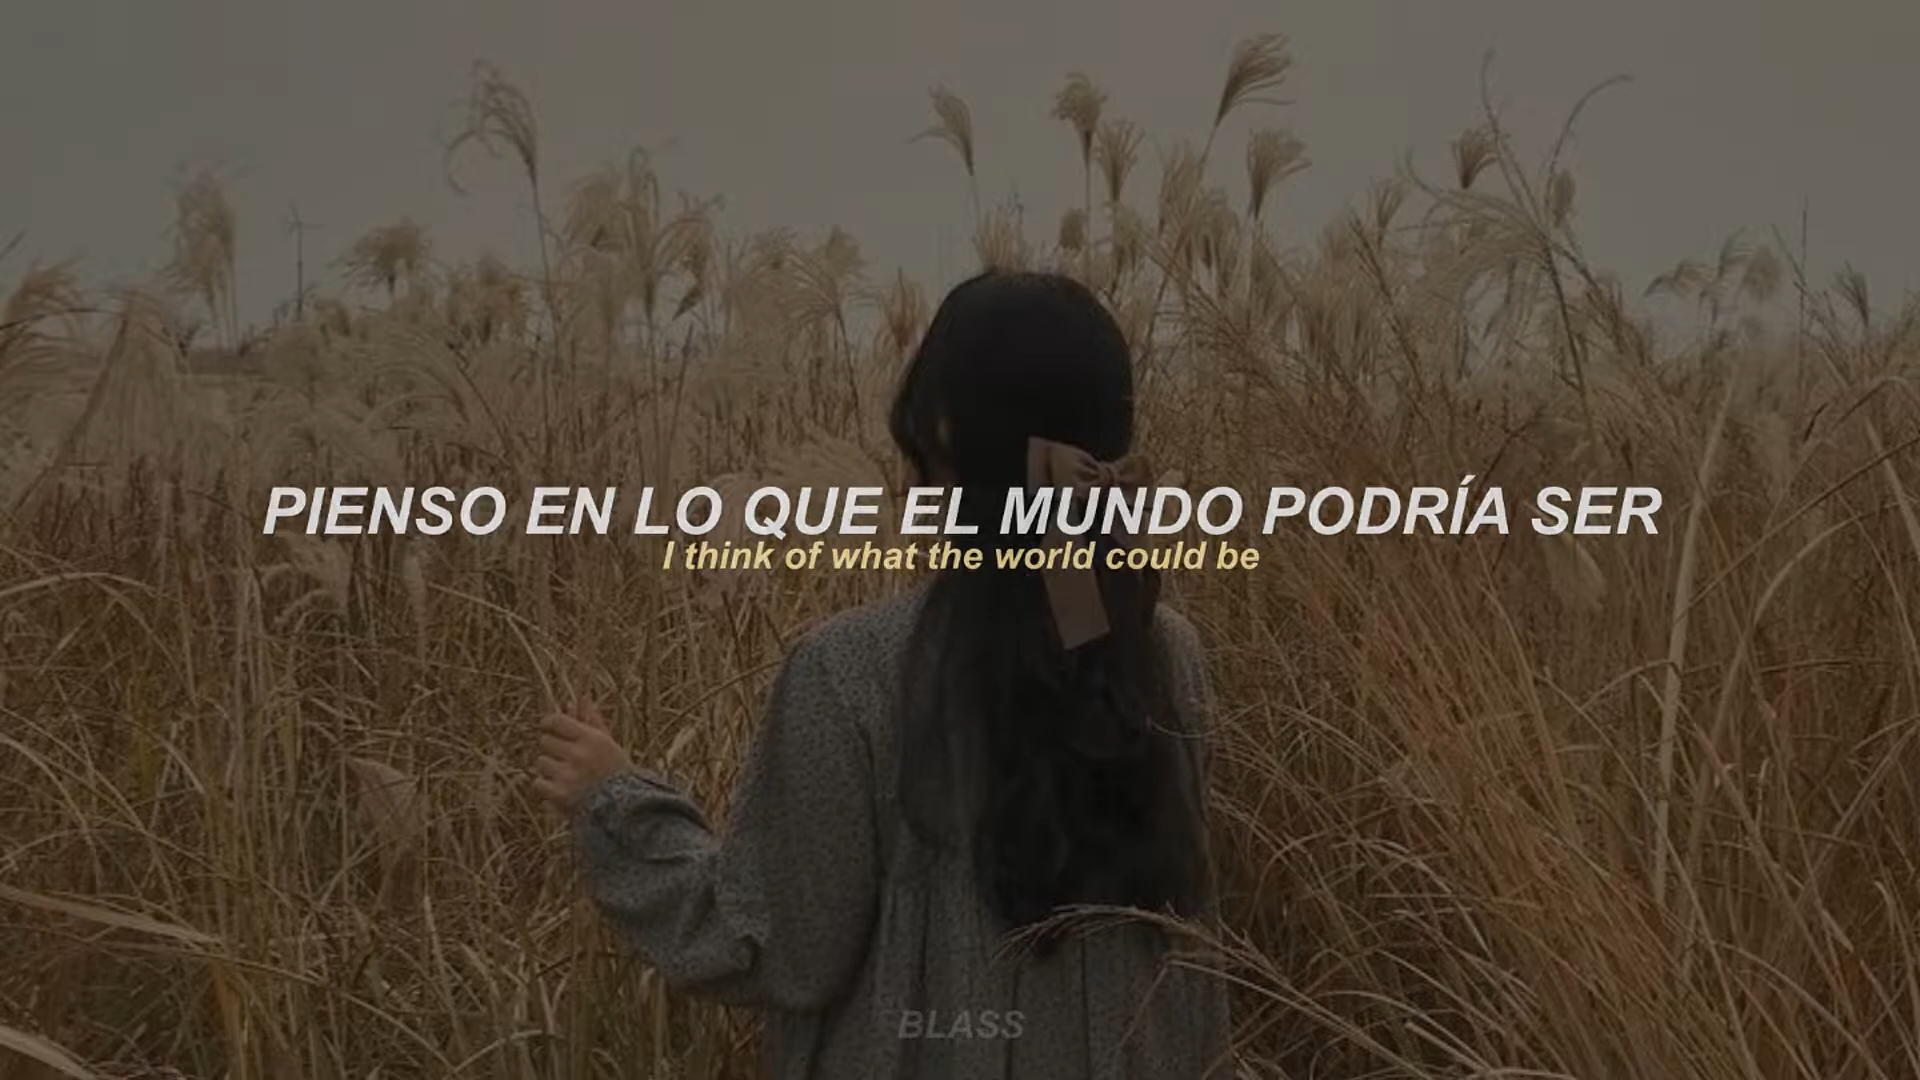 PIENSO EN LO QUE EL MUNDO PODRÍA SER
I think of what the world could be
BLASS